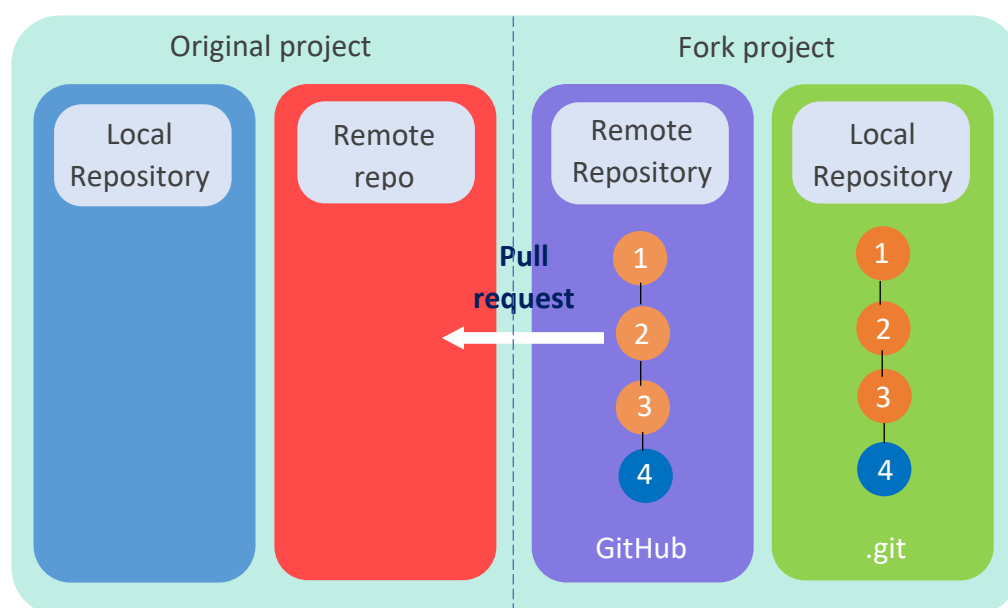 Original project
Fork project
Local
Repository
Remote
repo
Remote
Repository
Local
Repository
Pull
request
1
2
3
4
1
2
3
4
GitHub
.git